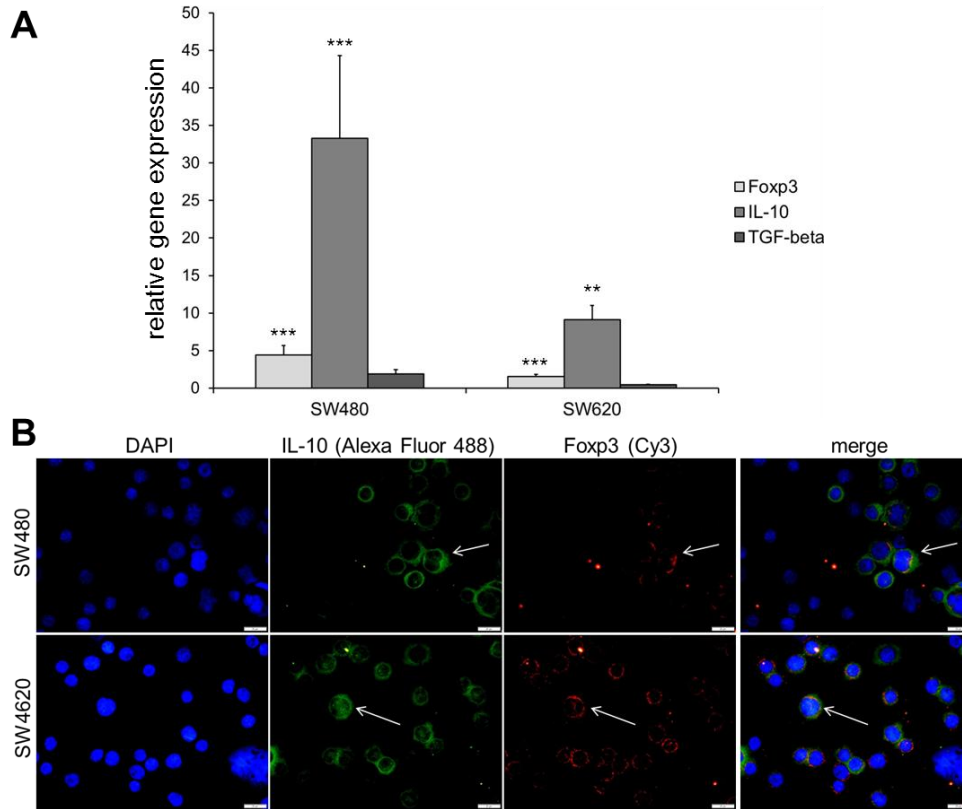 A
50
45
40
35
30
25
20
15
10
5
0
relative gene expression
***
***
***
**
Foxp3
IL-10
TGF-beta
SW480
SW620
B
DAPI
IL-10 (Alexa Fluor 488)
Foxp3 (Cy3)
merge
SW480
SW4620